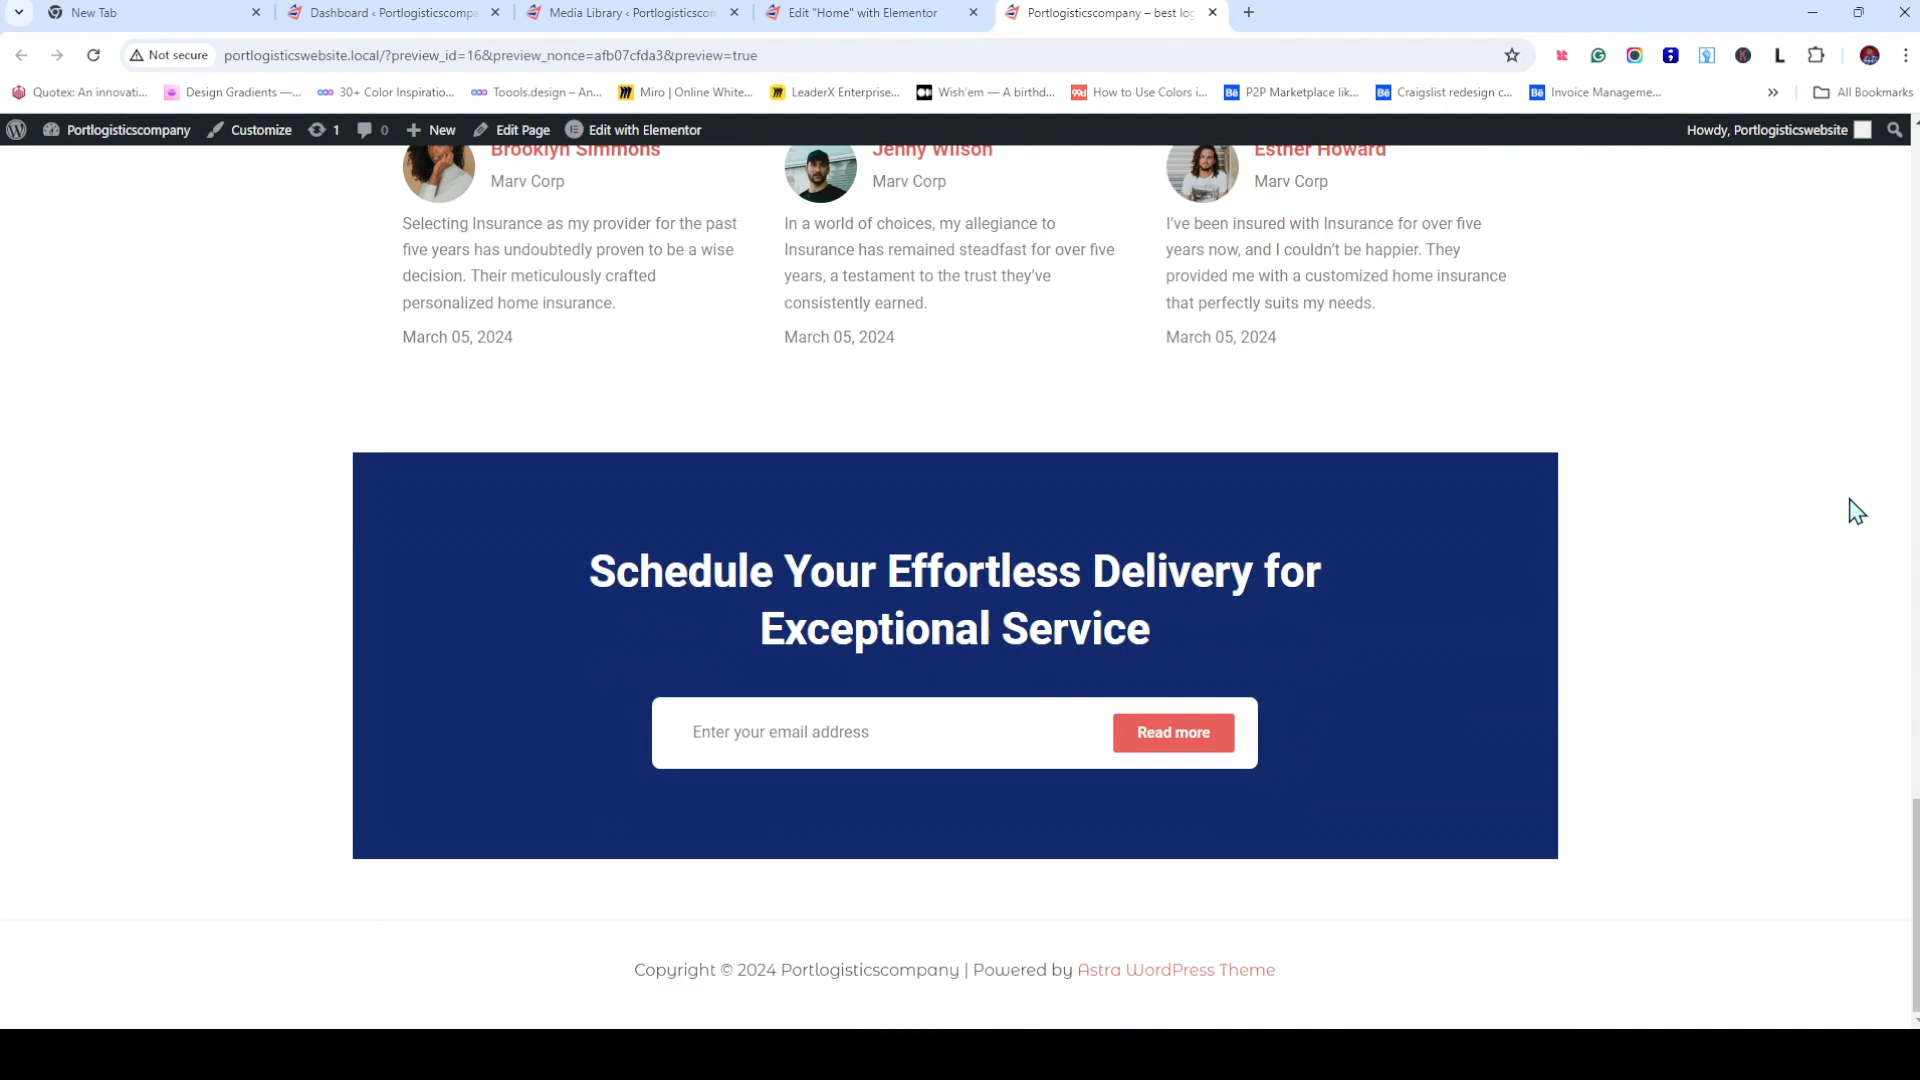 New Tab
Dashboard ‹ Portlogisticscompa
Media Library ‹ Portlogisticscom
Edit "Home" with Elementor
Portlogisticscompany – best log
Not secure
portlogisticswebsite.local/?preview_id=16&preview_nonce=afb07cfda3&preview=true
Quotex: An innovati...
Design Gradients —...
30+ Color Inspiratio...
Toools.design – An...
Miro | Online White...
LeaderX Enterprise...
Wish'em — A birthd...
How to Use Colors i...
P2P Marketplace lik...
Craigslist redesign c...
Invoice Manageme...
All Bookmarks
Portlogisticscompany
Customize
1
0
New
Edit Page
Edit with Elementor
Howdy, Portlogisticswebsite
Brooklyn Simmons
Marv Corp
Selecting Insurance as my provider for the past
five years has undoubtedly proven to be a wise
decision. Their meticulously crafted
personalized home insurance.
March 05, 2024
Jenny Wilson
Marv Corp
In a world of choices, my allegiance to
Insurance has remained steadfast for over five
years, a testament to the trust they've
consistently earned.
March 05, 2024
Esther Howard
Marv Corp
I've been insured with Insurance for over five
years now, and I couldn't be happier. They
provided me with a customized home insurance
that perfectly suits my needs.
March 05, 2024
Schedule Your Effortless Delivery for
Exceptional Service
Enter your email address
Read more
Copyright © 2024 Portlogisticscompany | Powered by Astra WordPress Theme